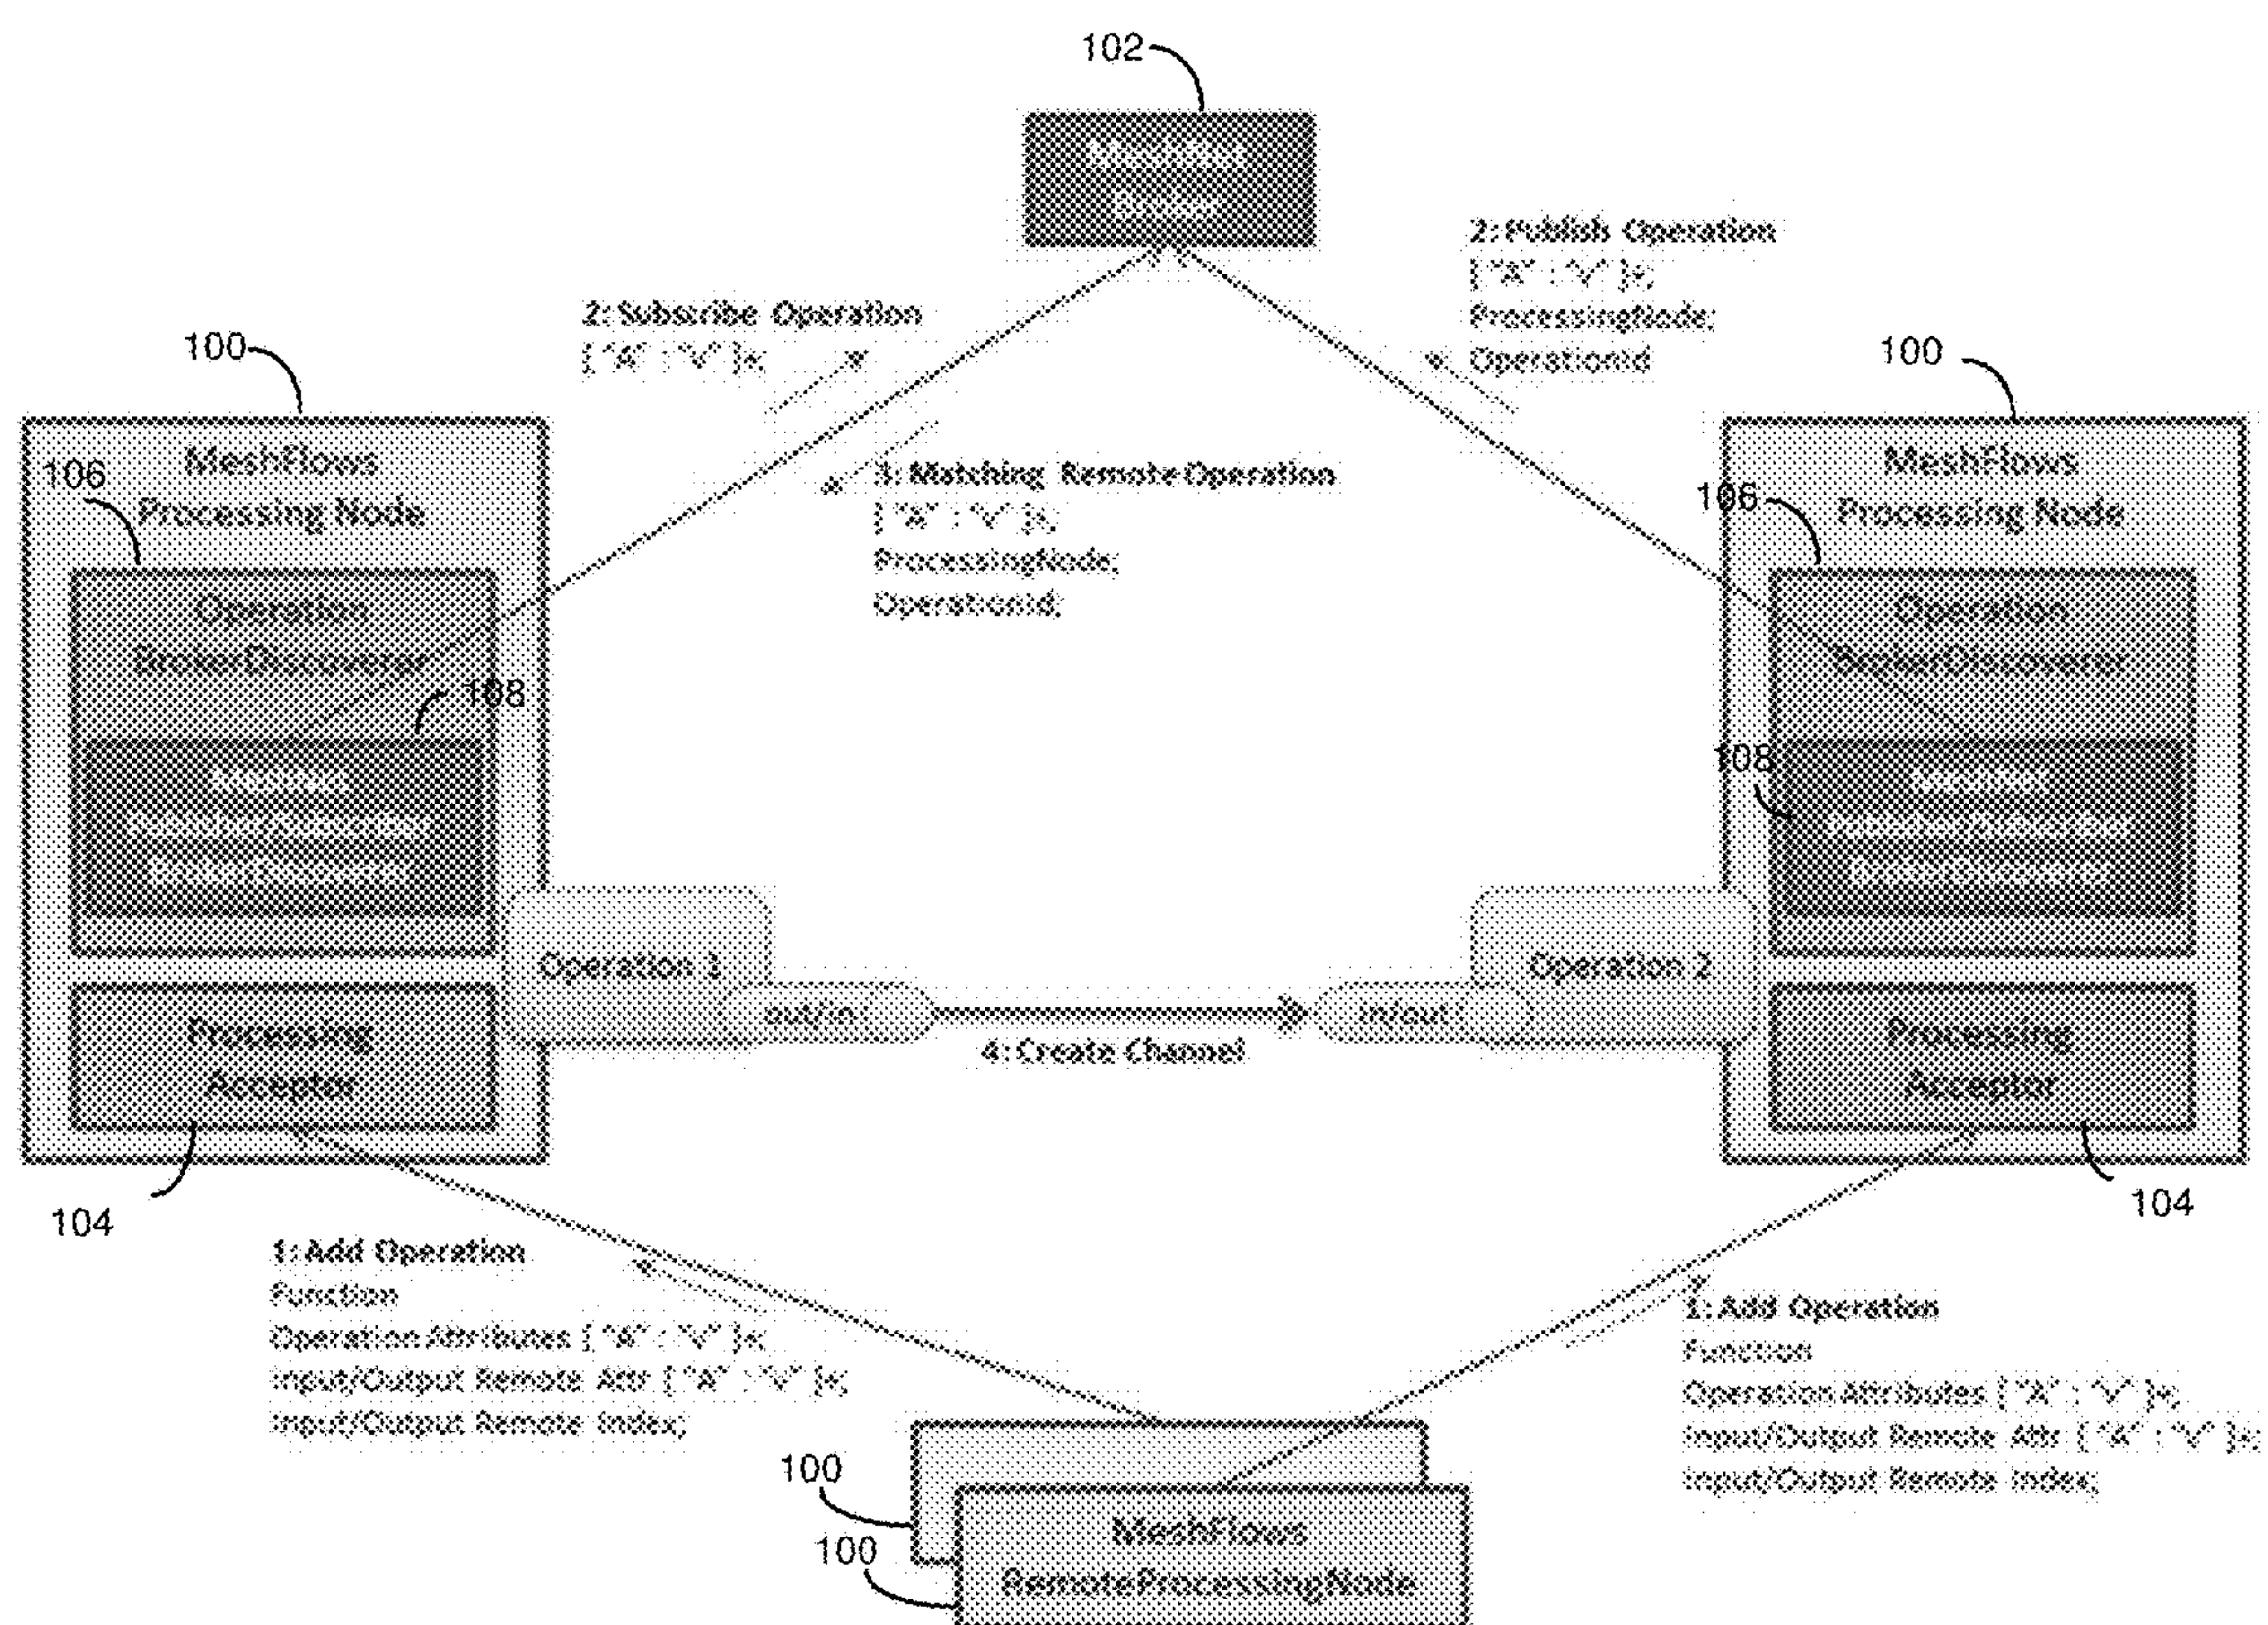 102
2: Publish Operation
[ "A" : "V" ]+;
ProcessingNode;
OperationId
2: Subscribe Operation
[ "A" : "V" ]+;
100
100
MeshFlows
Processing Node
106
3: Matching Remote Operation
[ "A" : "V" ]+;
ProcessingNode;
OperationId;
MeshFlows
Processing Node
106
Operation
BrokerDiscoverer
108
Operation
BrokerDiscoverer
108
Operation 1
out/in
4: Create Channel
in/out
Operation 2
Processing
Acceptor
Processing
Acceptor
104
104
1: Add Operation
Function
Operation Attributes [ "A" : "V" ]+;
Input/Output Remote Attr [ "A" : "V" ]+;
Input/Output Remote Index;
1: Add Operation
Function
Operation Attributes [ "A" : "V" ]+;
Input/Output Remote Attr [ "A" : "V" ]+;
Input/Output Remote Index;
100
100
MeshFlows
RemoteProcessingNode